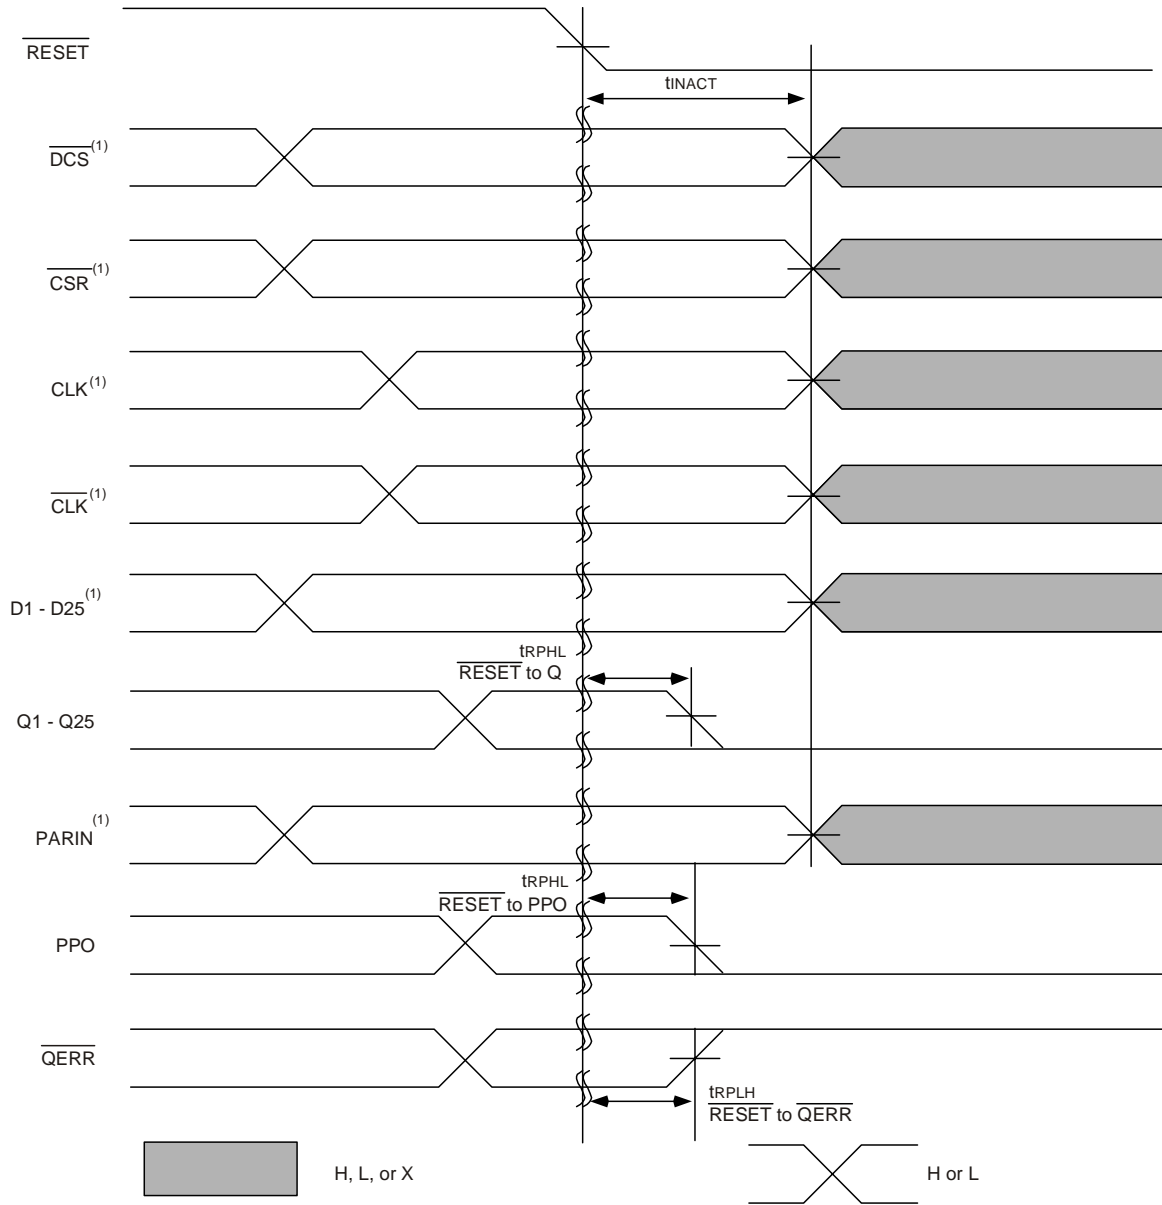 RESET
tINACT
DCS(1)
CSR(1)
CLK(1)
CLK(1)
D1 - D25(1)
tRPHL
RESET to Q
Q1 - Q25
PARIN(1)
tRPHL
RESET to PPO
PPO
QERR
tRPLH
RESET to QERR
H, L, or X
H or L